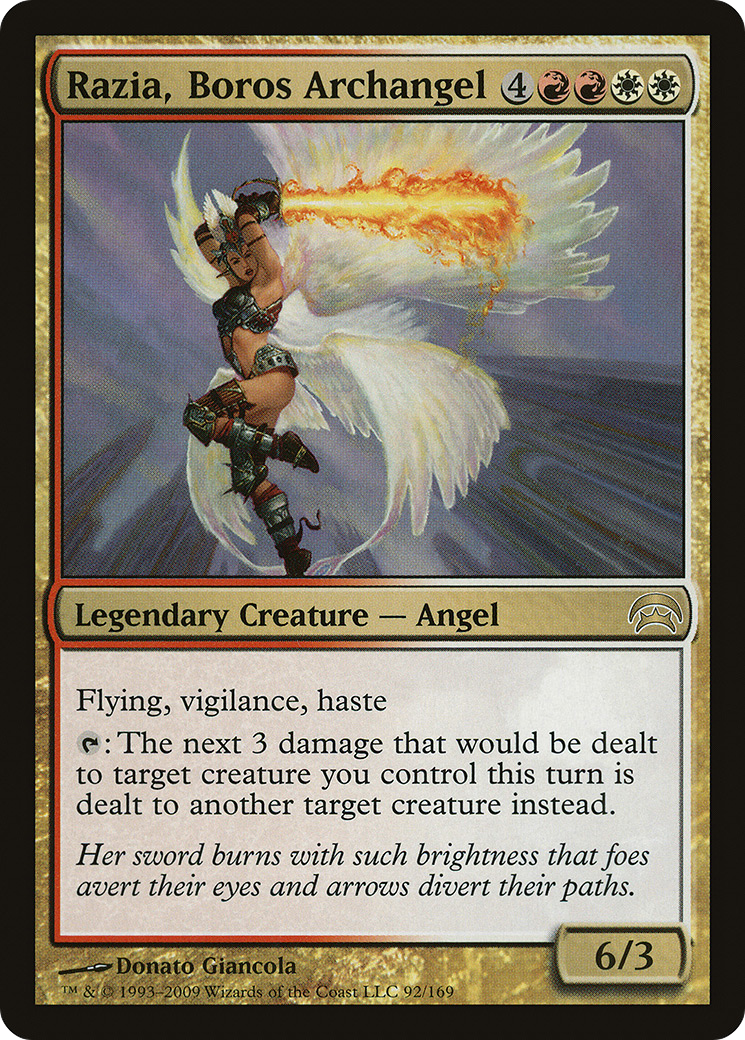 Razia, Boros Archangel 4
Legendary Creature — Angel
Flying, vigilance, haste
: The next 3 damage that would be dealt
to target creature you control this turn is
dealt to another target creature instead.
Her sword burns with such brightness that foes
avert their eyes and arrows divert their paths.
6/3
Donato Giancola
™ & © 1993–2009 Wizards of the Coast LLC 92/169